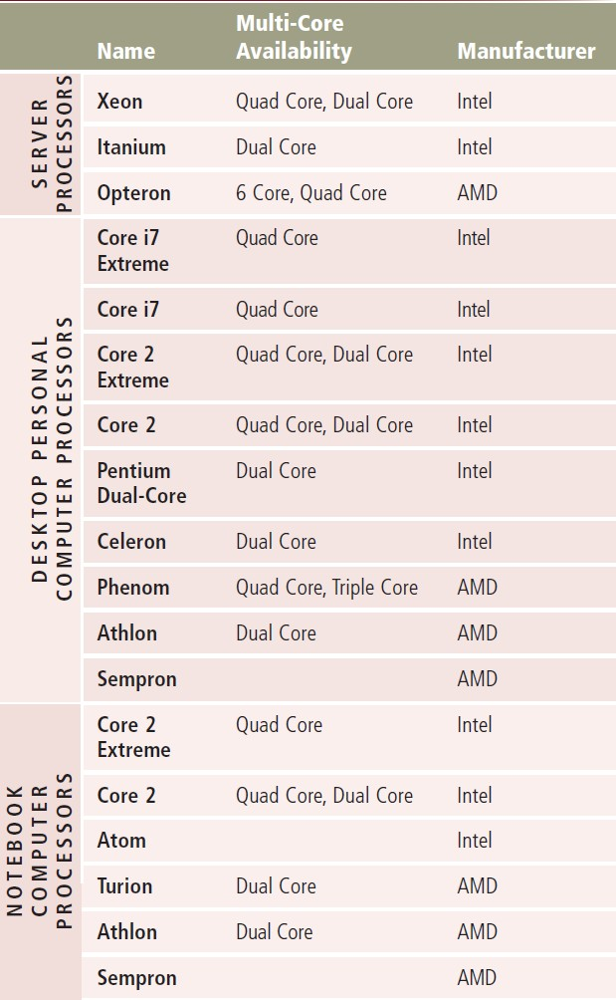 Name Multi-Core Availability Manufacturer
SERVER PROCESSORS
Xeon Quad Core, Dual Core Intel
Itanium Dual Core Intel
Opteron 6 Core, Quad Core AMD
DESKTOP PERSONAL COMPUTER PROCESSORS
Core i7 Extreme Quad Core Intel
Core i7 Quad Core Intel
Core 2 Extreme Quad Core, Dual Core Intel
Core 2 Quad Core, Dual Core Intel
Pentium Dual-Core Dual Core Intel
Celeron Dual Core Intel
Phenom Quad Core, Triple Core AMD
Athlon Dual Core AMD
Sempron AMD
NOTEBOOK COMPUTER PROCESSORS
Core 2 Extreme Quad Core Intel
Core 2 Quad Core, Dual Core Intel
Atom Intel
Turion Dual Core AMD
Athlon Dual Core AMD
Sempron AMD